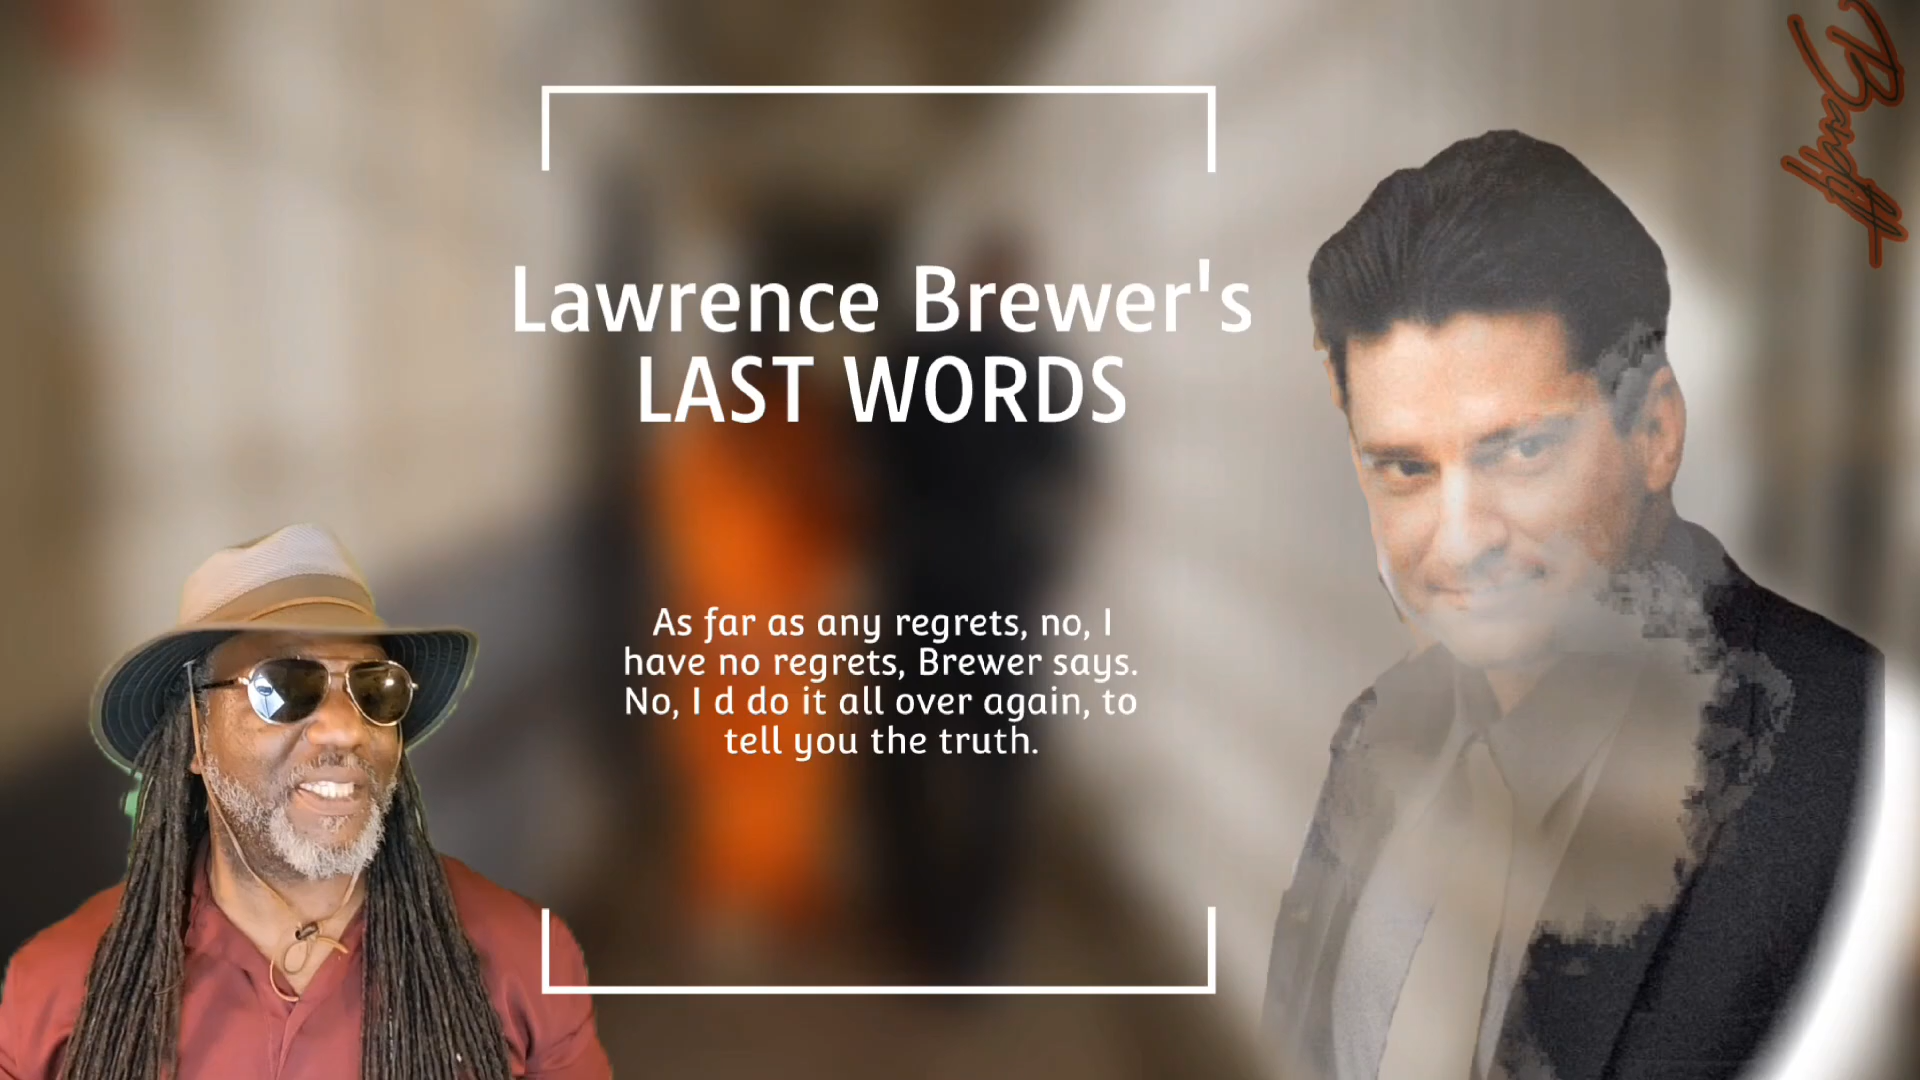 Lawrence Brewer's
LAST WORDS
As far as any regrets, no, I
have no regrets, Brewer says.
No, I d do it all over again, to
tell you the truth.